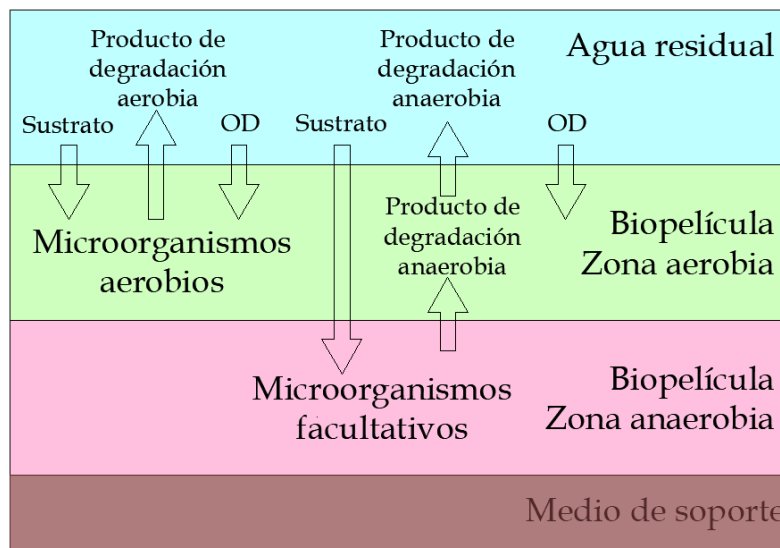 Producto de
degradación
aerobia
Producto de
degradación
anaerobia
Agua residual
Sustrato
OD
Sustrato
OD
Microorganismos
aerobios
Producto de
degradación
anaerobia
Biopelícula
Zona aerobia
Microorganismos
facultativos
Biopelícula
Zona anaerobia
Medio de soporte